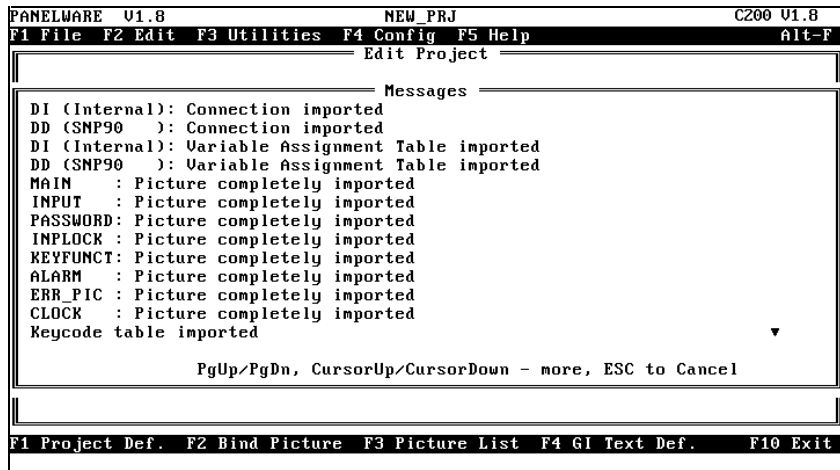 PANELWARE V1.8 NEW_PRJ C200 V1.8
F1 File F2 Edit F3 Utilities F4 Config F5 Help Alt-F
Edit Project
Messages
DI (Internal): Connection imported
DD (SNP90   ): Connection imported
DI (Internal): Variable Assignment Table imported
DD (SNP90   ): Variable Assignment Table imported
MAIN    : Picture completely imported
INPUT   : Picture completely imported
PASSWORD: Picture completely imported
INPLOCK : Picture completely imported
KEYFUNCT: Picture completely imported
ALARM   : Picture completely imported
ERR_PIC : Picture completely imported
CLOCK   : Picture completely imported
Keycode table imported ▼
PgUp/PgDn, CursorUp/CursorDown - more, ESC to Cancel
F1 Project Def. F2 Bind Picture F3 Picture List F4 GI Text Def. F10 Exit